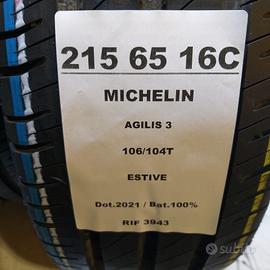 215 65 16C
MICHELIN
AGILIS 3
106/104T
ESTIVE
Dot.2021 / Bat.100%
RIF 3943
subito